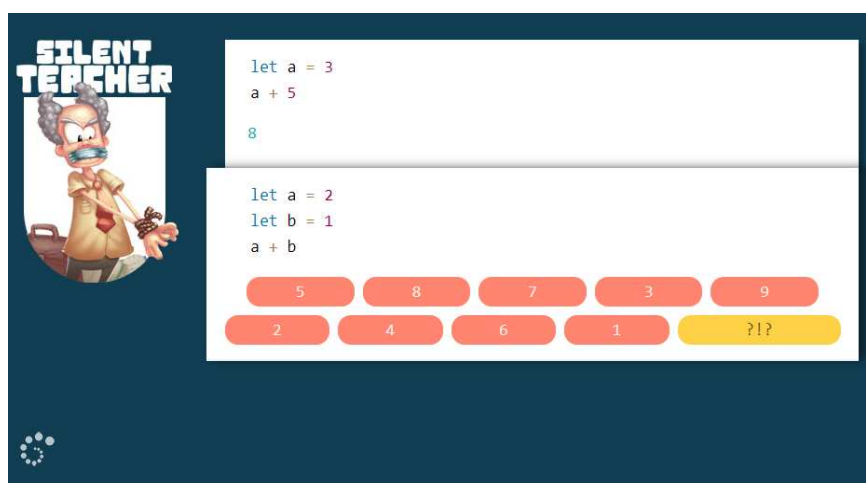 SILENT
TEACHER
let a = 3
a + 5
8
let a = 2
let b = 1
a + b
5 8 7 3 9
2 4 6 1 ?!?